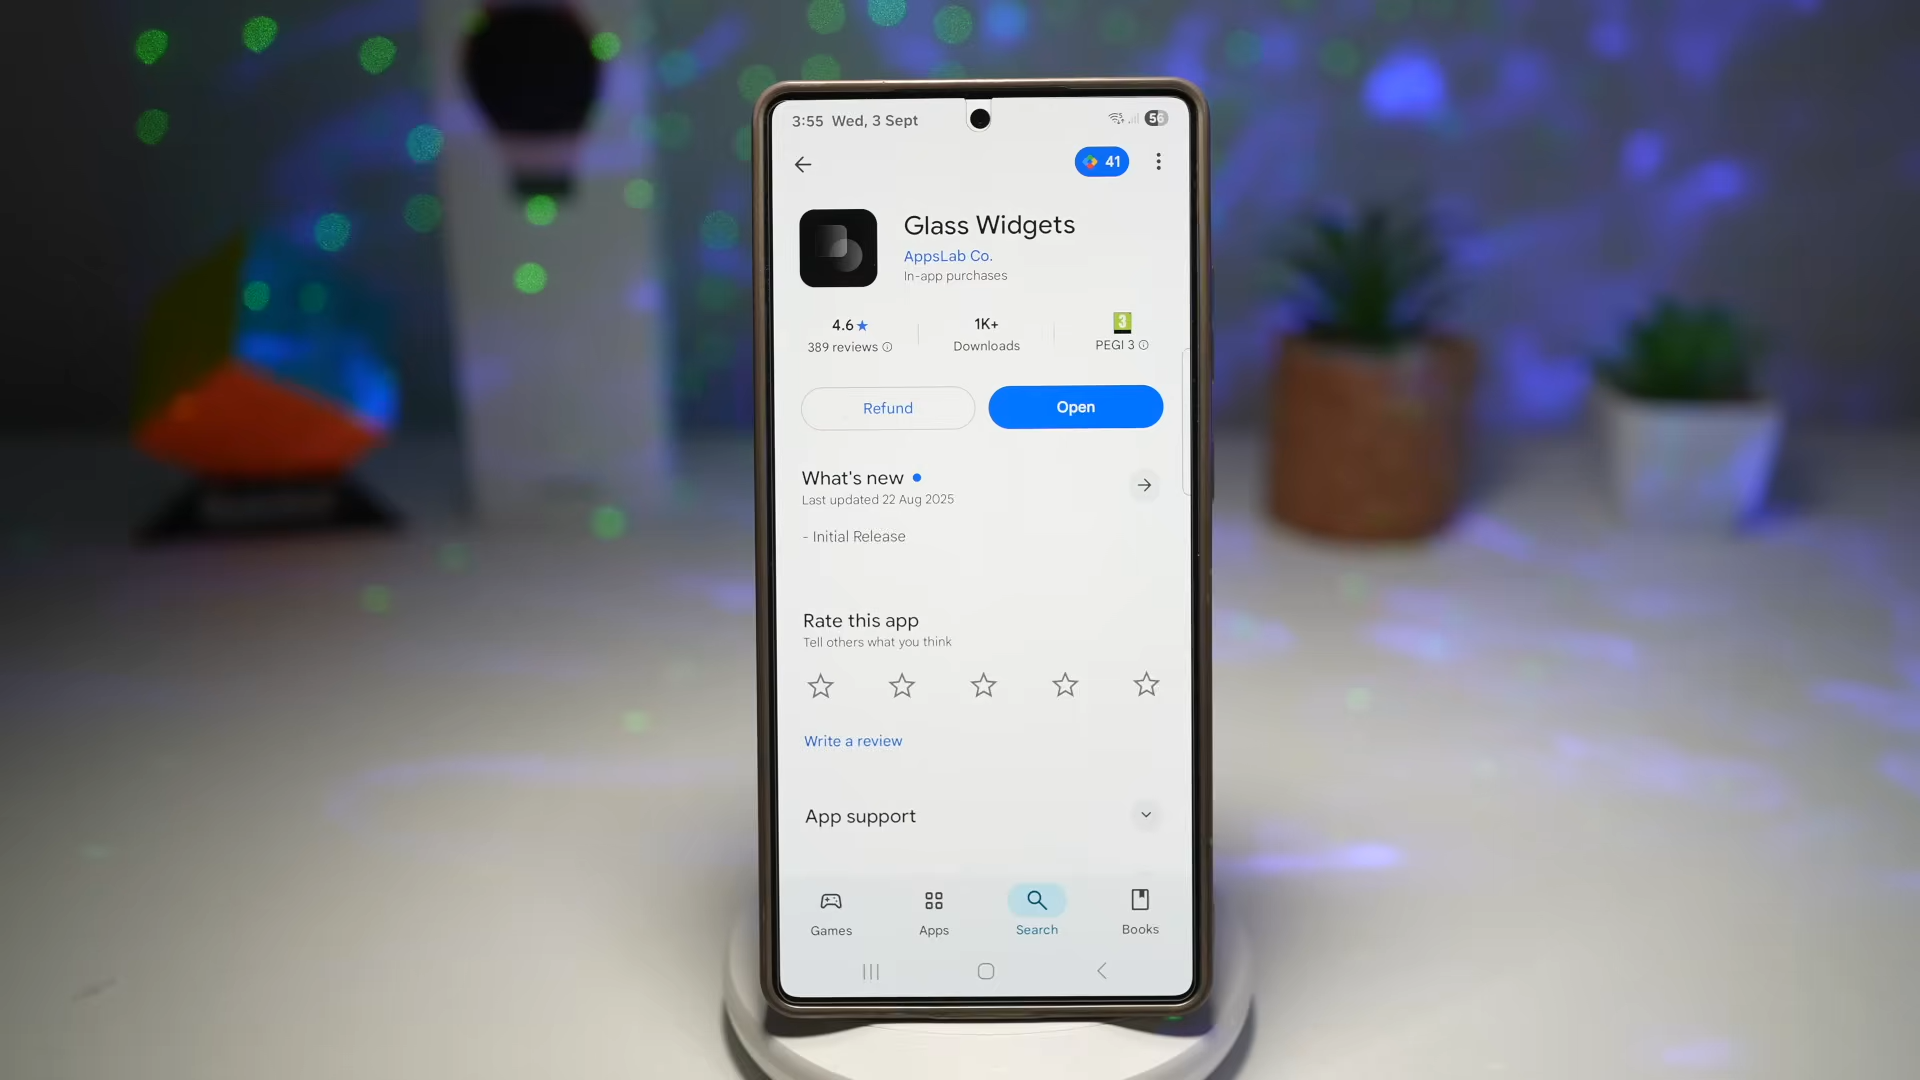 3:55 Wed, 3 Sept
56
41
Glass Widgets
AppsLab Co.
In-app purchases
4.6★
389 reviews
1K+
Downloads
3
PEGI 3
Refund
Open
What's new
Last updated 22 Aug 2025
- Initial Release
Rate this app
Tell others what you think
Write a review
App support
Games
Apps
Search
Books